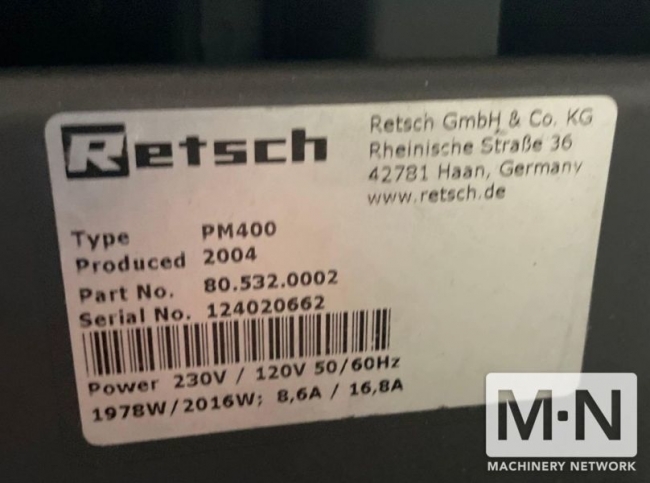 Retsch
Retsch GmbH & Co. KG
Rheinische Straße 36
42781 Haan, Germany
www.retsch.de
Type PM400
Produced 2004
Part No. 80.532.0002
Serial No. 124020662
Power 230V / 120V 50/60Hz
1978W/2016W; 8,6A / 16,8A
M·N
MACHINERY NETWORK